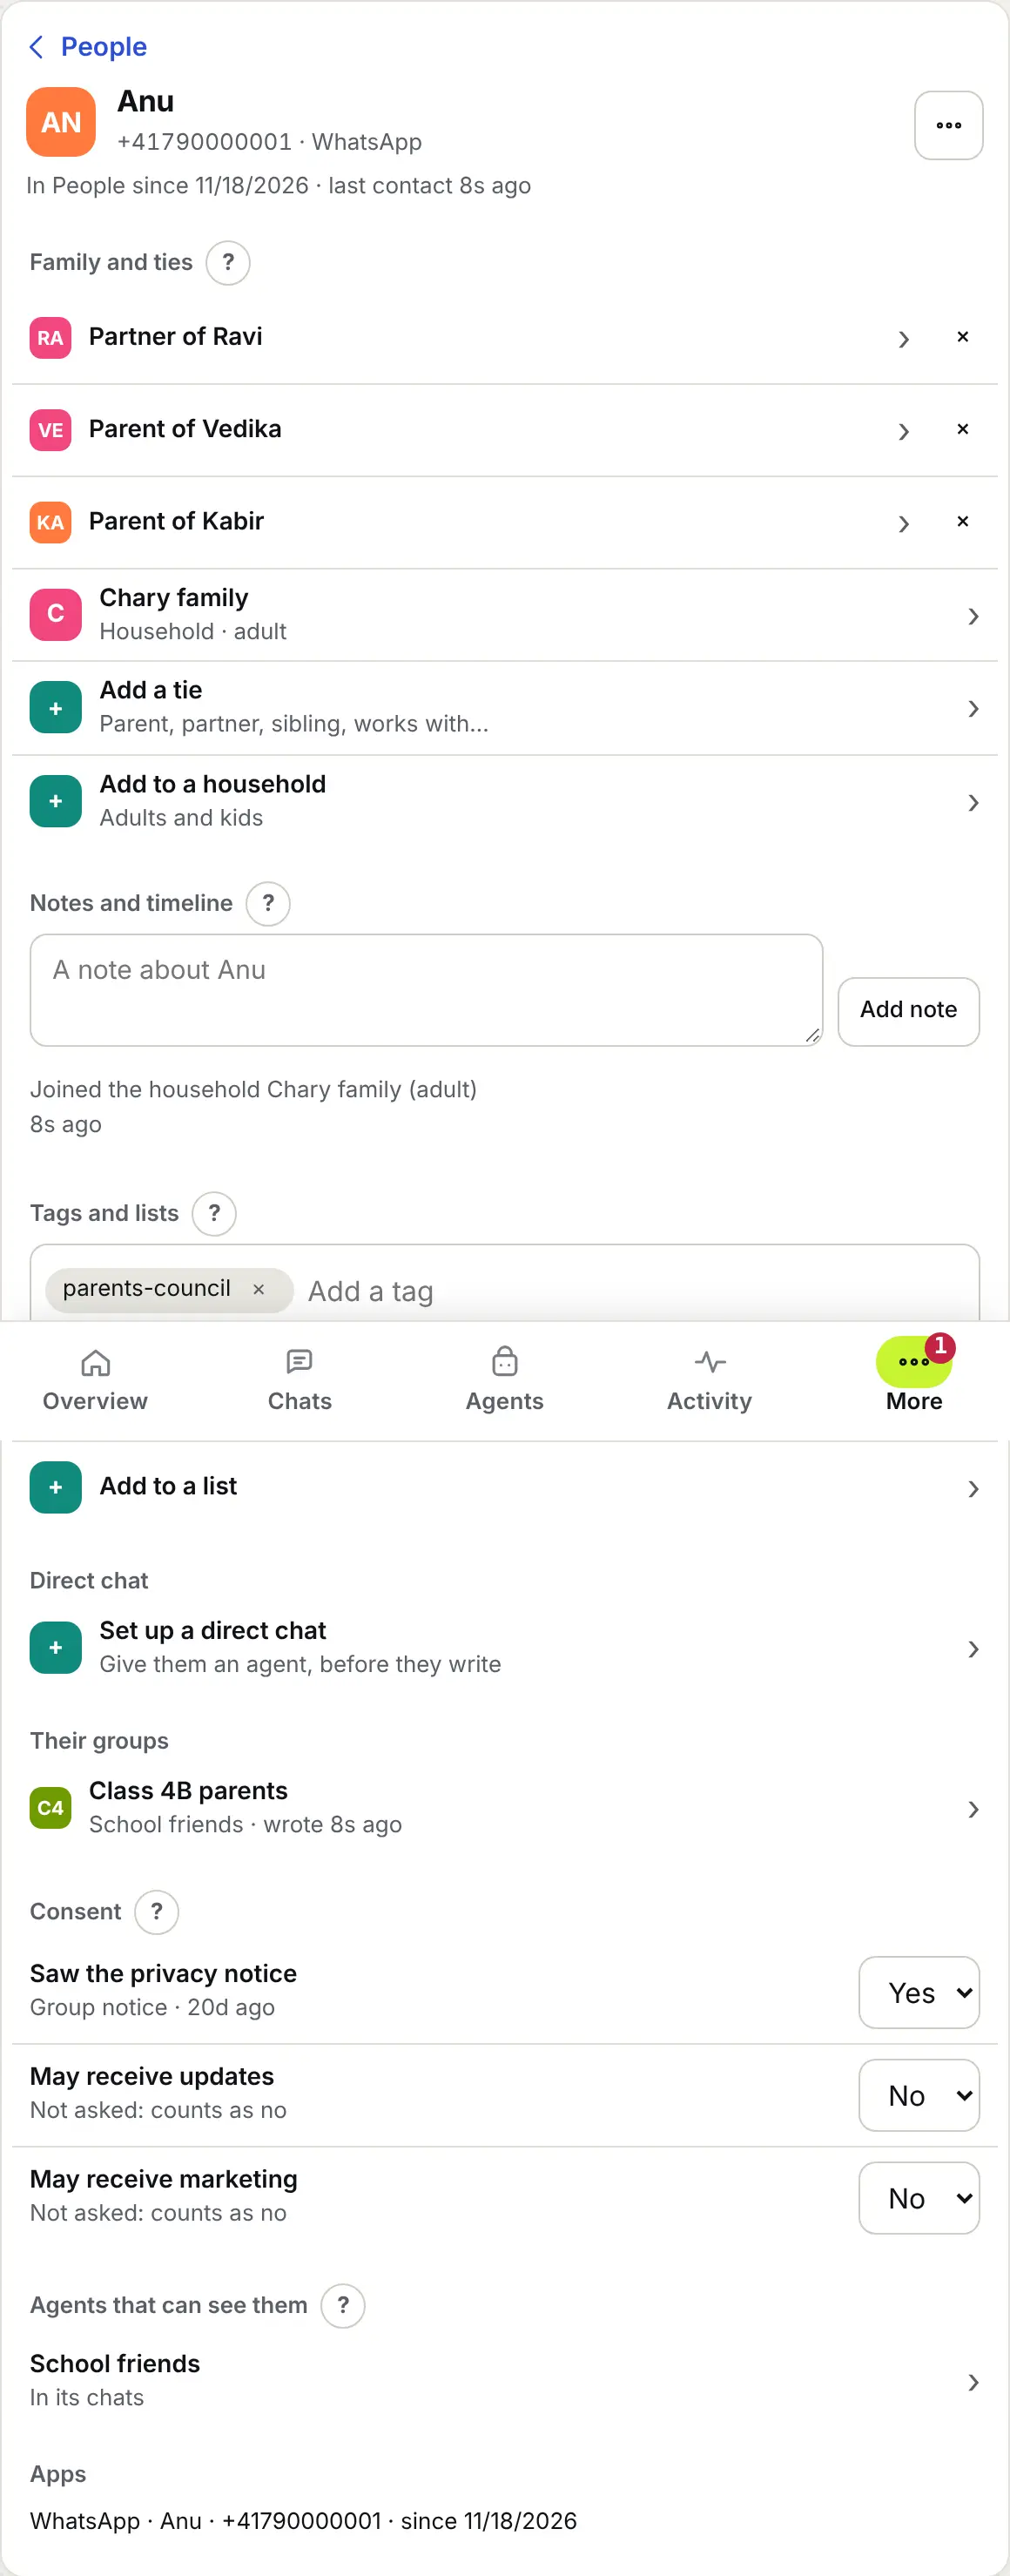 People
AN
Anu
+41790000001 · WhatsApp
In People since 11/18/2026 · last contact 8s ago
Family and ties ?
RA Partner of Ravi
VE Parent of Vedika
KA Parent of Kabir
C Chary family
Household · adult
+ Add a tie
Parent, partner, sibling, works with...
+ Add to a household
Adults and kids
Notes and timeline ?
A note about Anu
Add note
Joined the household Chary family (adult)
8s ago
Tags and lists ?
parents-council × Add a tag
1
Overview Chats Agents Activity More
+ Add to a list
Direct chat
+ Set up a direct chat
Give them an agent, before they write
Their groups
C4 Class 4B parents
School friends · wrote 8s ago
Consent ?
Saw the privacy notice
Group notice · 20d ago
Yes
May receive updates
Not asked: counts as no
No
May receive marketing
Not asked: counts as no
No
Agents that can see them ?
School friends
In its chats
Apps
WhatsApp · Anu · +41790000001 · since 11/18/2026